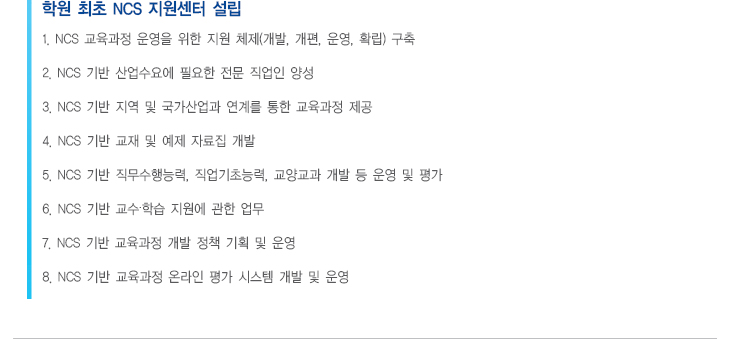 학원 최초 NCS 지원센터 설립
1. NCS 교육과정 운영을 위한 지원 체제(개발, 개편, 운영, 확립) 구축
2. NCS 기반 산업수요에 필요한 전문 직업인 양성
3. NCS 기반 지역 및 국가산업과 연계를 통한 교육과정 제공
4. NCS 기반 교재 및 예제 자료집 개발
5. NCS 기반 직무수행능력, 직업기초능력, 교양교과 개발 등 운영 및 평가
6. NCS 기반 교수·학습 지원에 관한 업무
7. NCS 기반 교육과정 개발 정책 기획 및 운영
8. NCS 기반 교육과정 온라인 평가 시스템 개발 및 운영